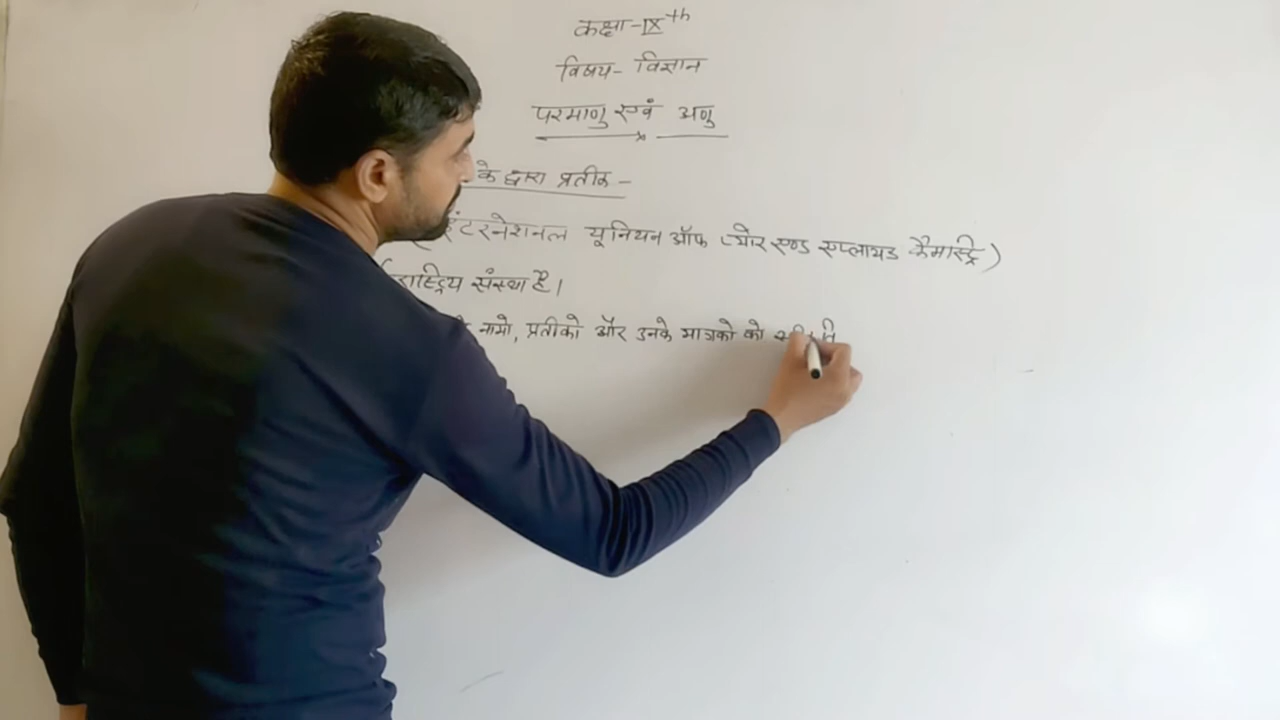 कक्षा-IXth
विषय- विज्ञान
परमाणु एवं अणु
के द्वारा प्रतीक -
इंटरनेशनल यूनियन ऑफ प्योर एण्ड एप्लायड कैमास्ट्रि)
राष्ट्रिय संस्था है।
नामो, प्रतीको और उनके मात्रको को